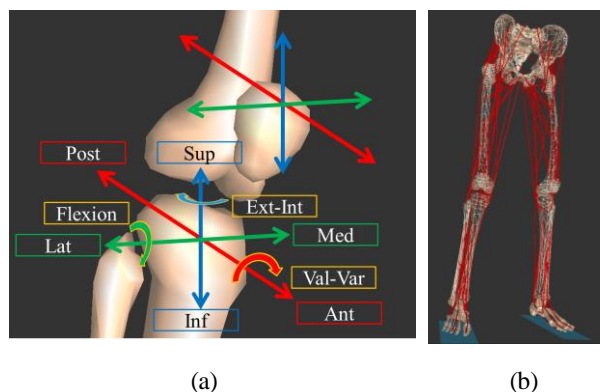 Post
Sup
Flexion
Ext-Int
Lat
Med
Val-Var
Inf
Ant
(a)
(b)